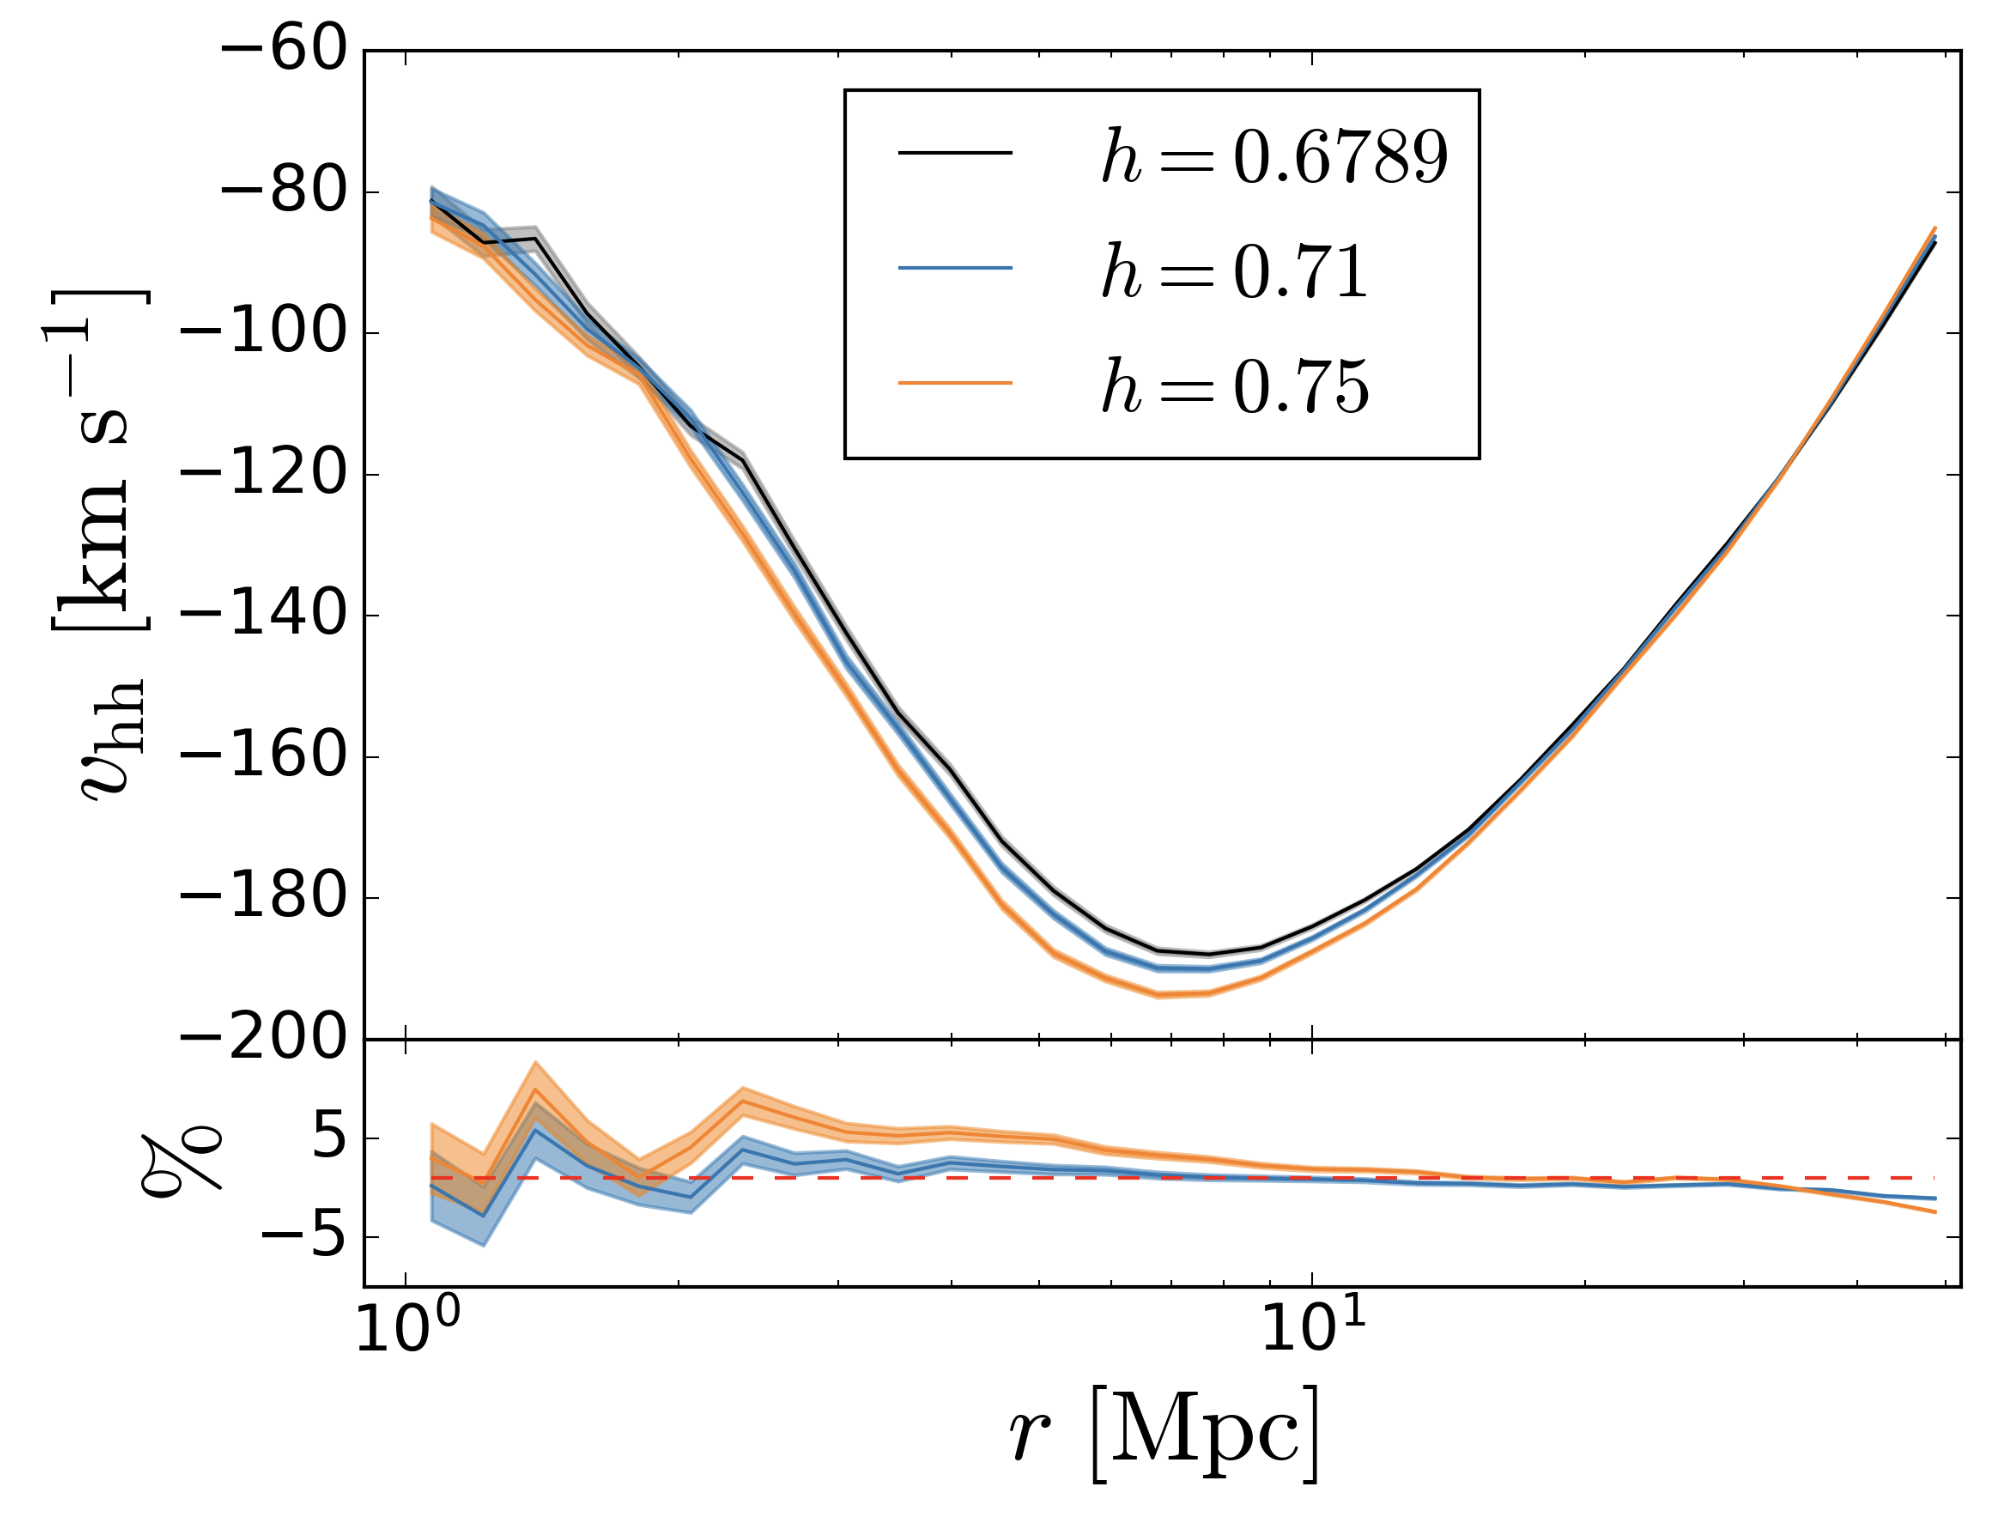 −60
−80
−100
−120
−140
−160
−180
−200
v_hh [km s^−1]
h = 0.6789
h = 0.71
h = 0.75
5
−5
%
10^0
10^1
r [Mpc]